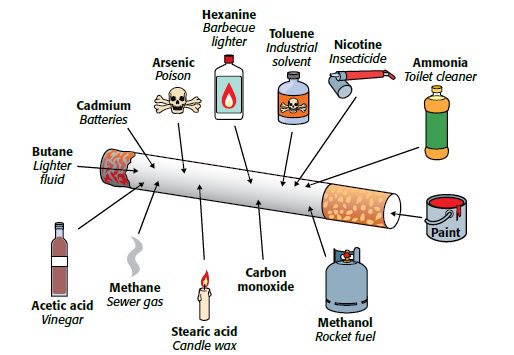 Hexanine
Barbecue
lighter
Toluene
Industrial
solvent
Nicotine
Insecticide
Arsenic
Poison
Ammonia
Toilet cleaner
Cadmium
Batteries
Butane
Lighter
fluid
Paint
Acetic acid
Vinegar
Methane
Sewer gas
Stearic acid
Candle wax
Carbon
monoxide
Methanol
Rocket fuel